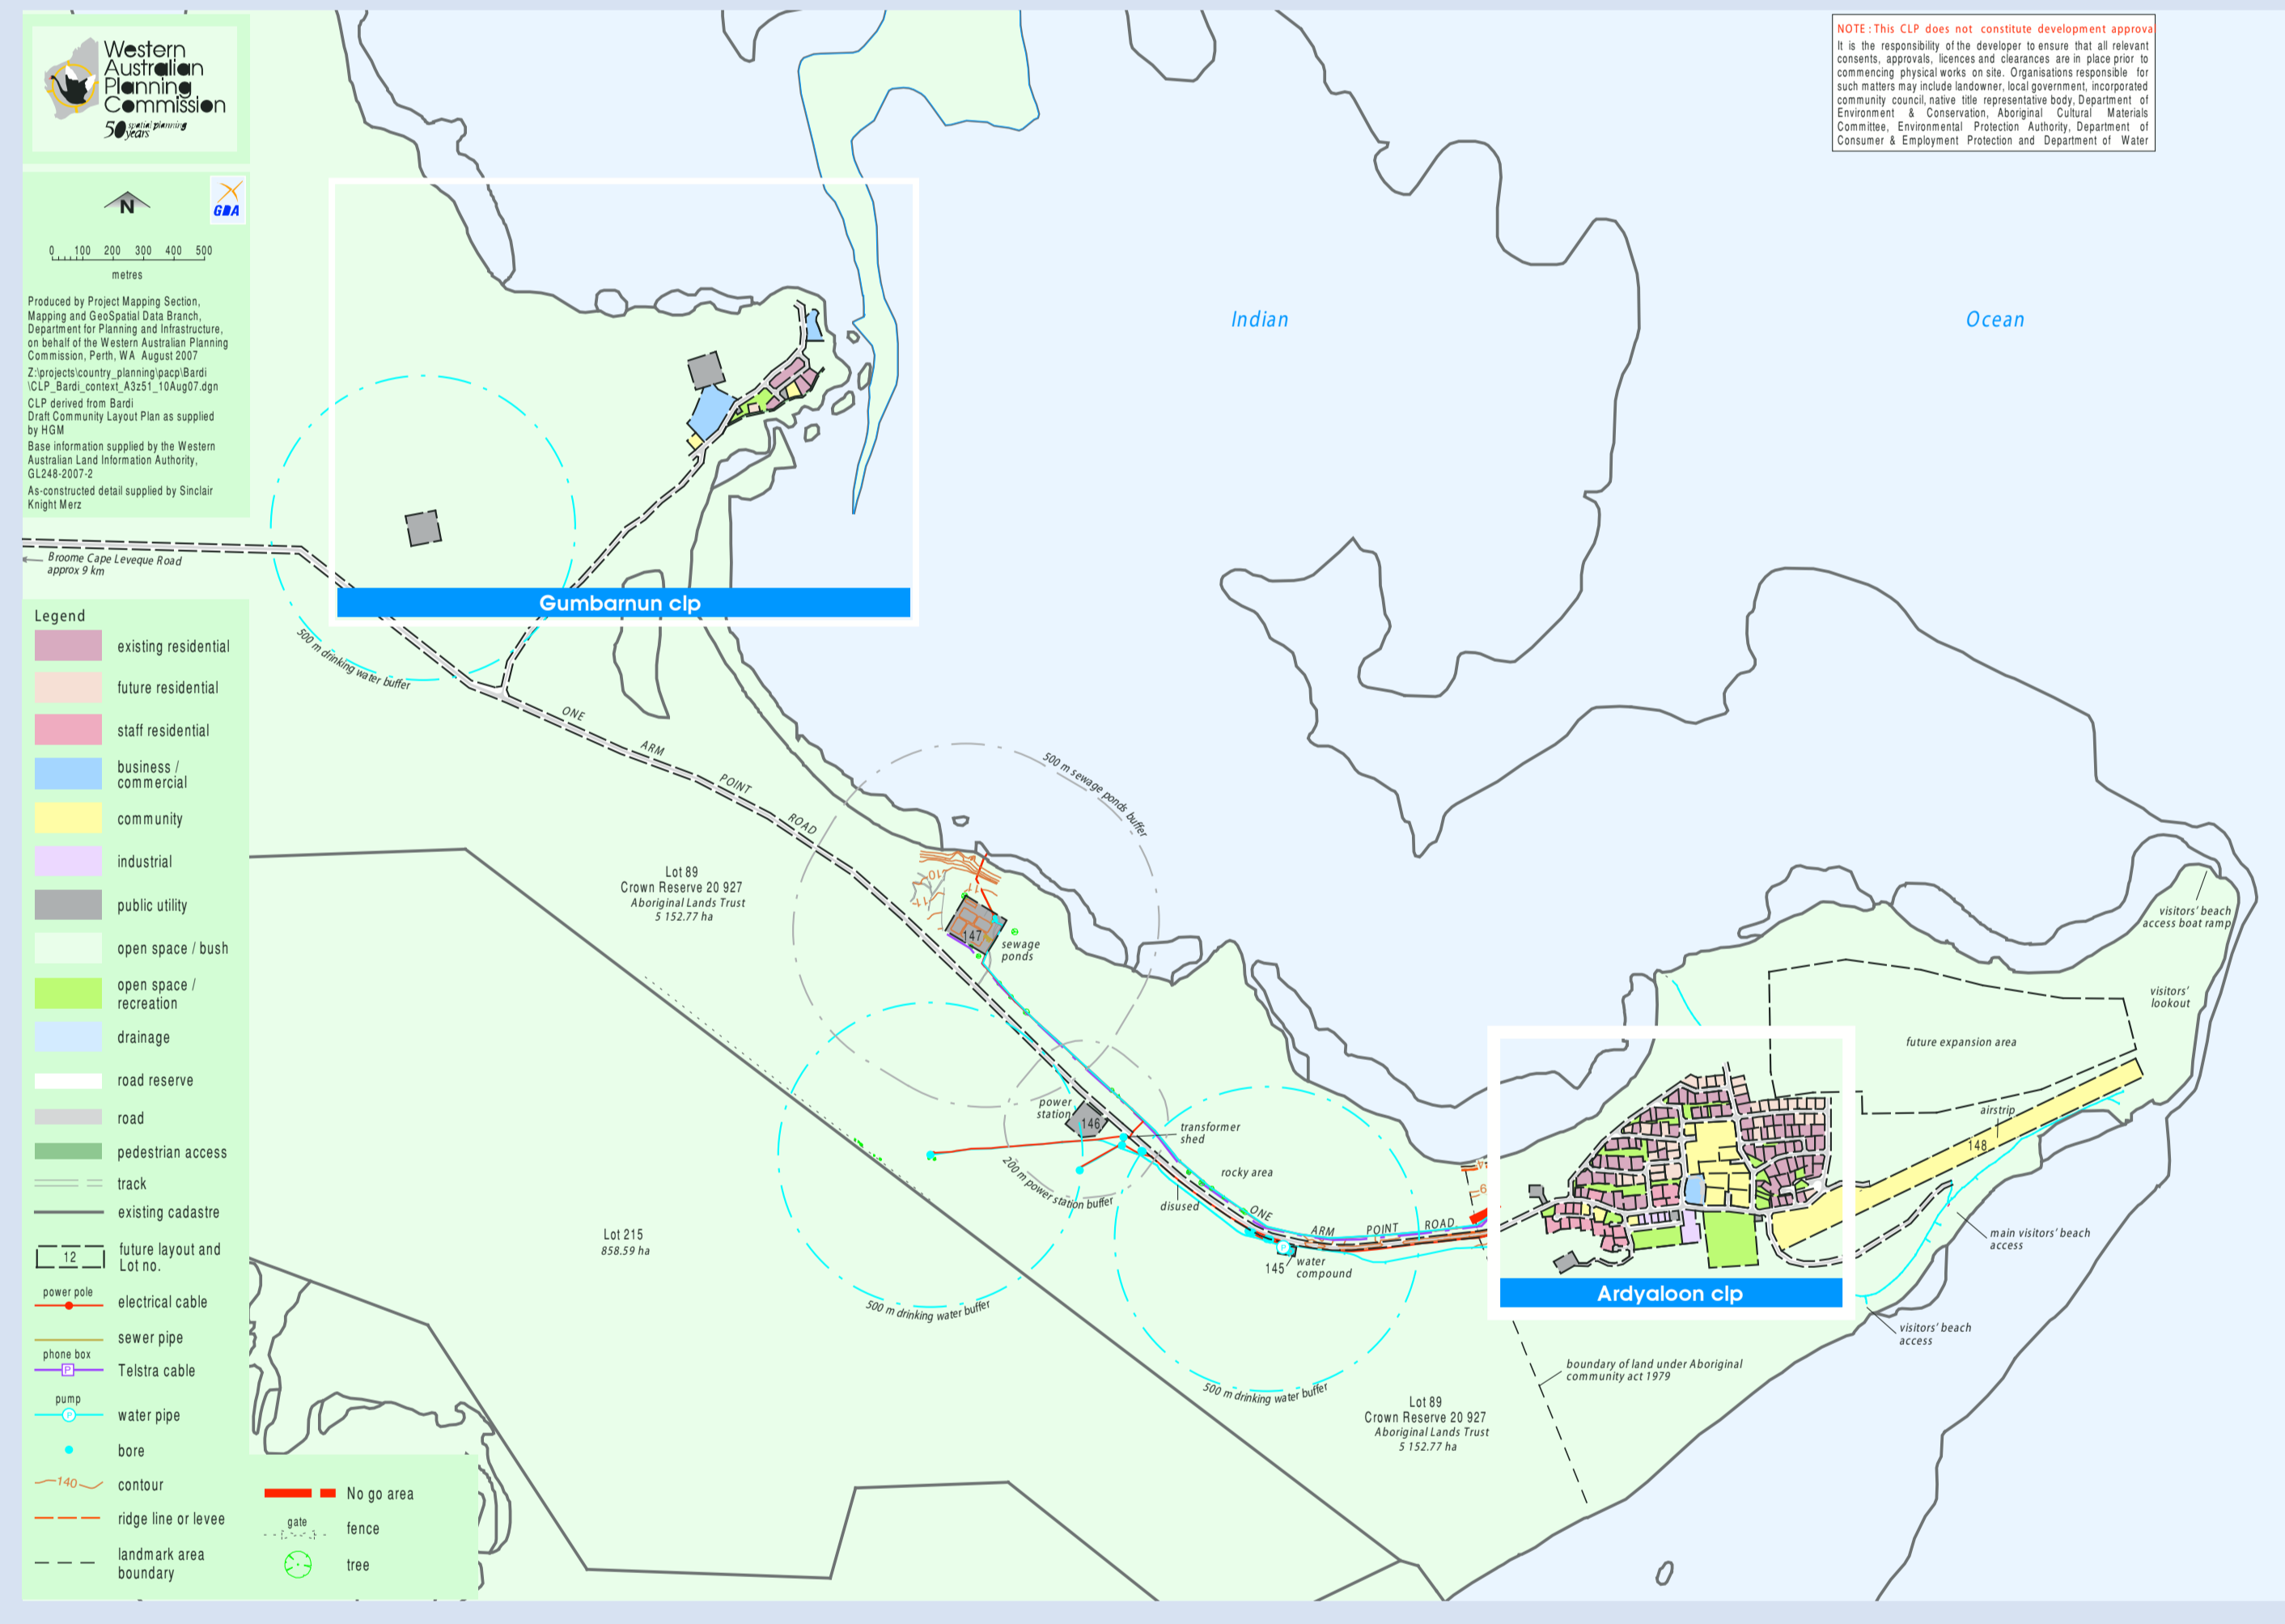 Western
Australian
Planning
Commission
50 years spatial planning
NOTE : This CLP does not constitute development approva
It is the responsibility of the developer to ensure that all relevant
consents, approvals, licences and clearances are in place prior to
commencing physical works on site. Organisations responsible for
such matters may include landowner, local government, incorporated
community council, native title representative body, Department of
Environment & Conservation, Aboriginal Cultural Materials
Committee, Environmental Protection Authority, Department of
Consumer & Employment Protection and Department of Water
N
GDA
0 100 200 300 400 500
metres
Produced by Project Mapping Section,
Mapping and GeoSpatial Data Branch,
Department for Planning and Infrastructure,
on behalf of the Western Australian Planning
Commission, Perth, WA August 2007
Z:\projects\country_planning\pacp\Bardi
\CLP_Bardi_context_A3z51_10Aug07.dgn
CLP derived from Bardi
Draft Community Layout Plan as supplied
by HGM
Base information supplied by the Western
Australian Land Information Authority,
GL248-2007-2
As-constructed detail supplied by Sinclair
Knight Merz
Indian
Ocean
Broome Cape Leveque Road
approx 9 km
Gumbarnun clp
500 m drinking water buffer
ONE
ARM
POINT
ROAD
500 m sewage ponds buffer
Lot 89
Crown Reserve 20 927
Aboriginal Lands Trust
5 152.77 ha
10
11
11
147
sewage
ponds
visitors' beach
access boat ramp
visitors'
lookout
future expansion area
airstrip
148
power
station
146
transformer
shed
rocky area
200 m power station buffer
disused
ONE
ARM
POINT
ROAD
P
145
water
compound
9
main visitors' beach
access
Lot 215
858.59 ha
500 m drinking water buffer
Ardyaloon clp
visitors' beach
access
boundary of land under Aboriginal
community act 1979
500 m drinking water buffer
Lot 89
Crown Reserve 20 927
Aboriginal Lands Trust
5 152.77 ha
Legend
existing residential
future residential
staff residential
business /
commercial
community
industrial
public utility
open space / bush
open space /
recreation
drainage
road reserve
road
pedestrian access
track
existing cadastre
12
future layout and
Lot no.
power pole
electrical cable
sewer pipe
phone box
P
Telstra cable
pump
P
water pipe
bore
140
contour
ridge line or levee
landmark area
boundary
No go area
gate
fence
tree